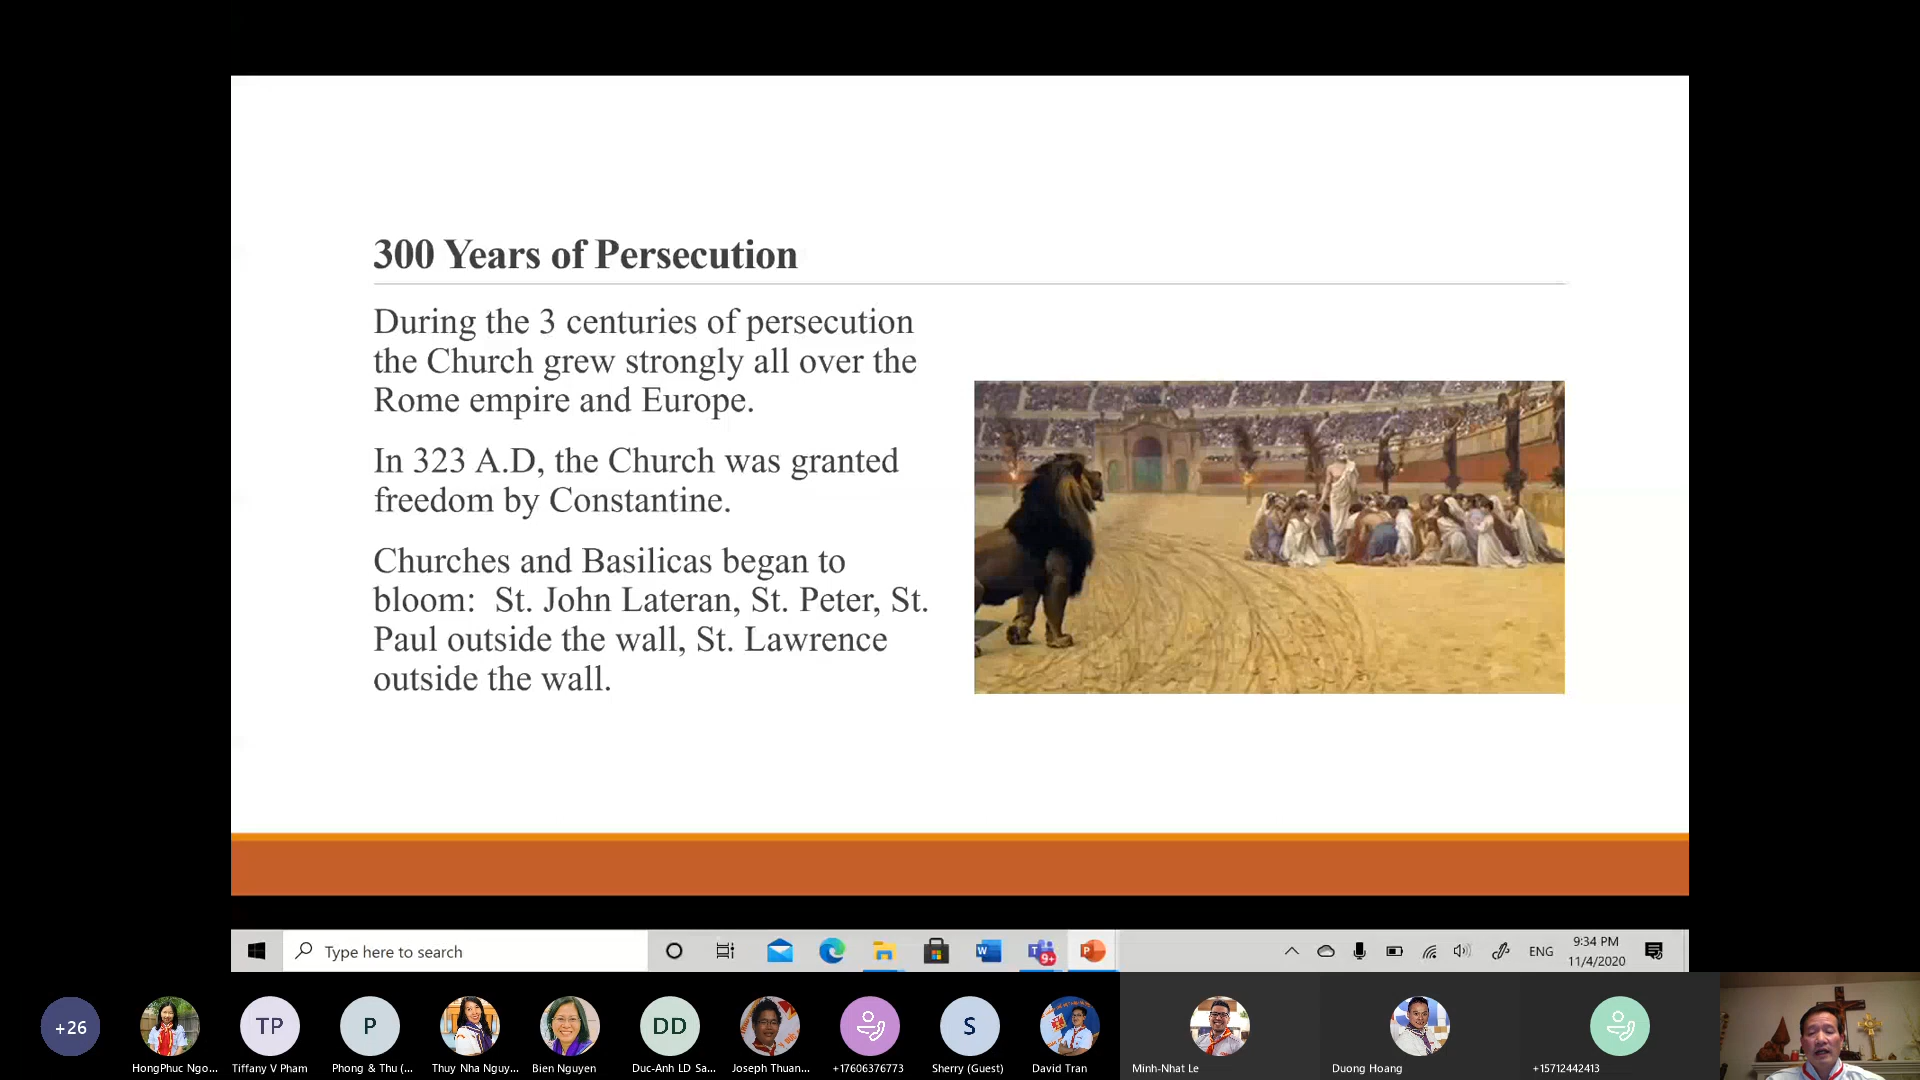 300 Years of Persecution
During the 3 centuries of persecution
the Church grew strongly all over the
Rome empire and Europe.
In 323 A.D, the Church was granted
freedom by Constantine.
Churches and Basilicas began to
bloom:  St. John Lateran, St. Peter, St.
Paul outside the wall, St. Lawrence
outside the wall.
Type here to search
W
T
9+
P
ENG
9:34 PM
11/4/2020
+26
TP
P
DD
S
HongPhuc Ngo...
Tiffany V Pham
Phong & Thu (...
Thuy Nha Nguy...
Bien Nguyen
Duc-Anh LD Sa...
Joseph Thuan...
+17606376773
Sherry (Guest)
David Tran
Minh-Nhat Le
Duong Hoang
+15712442413